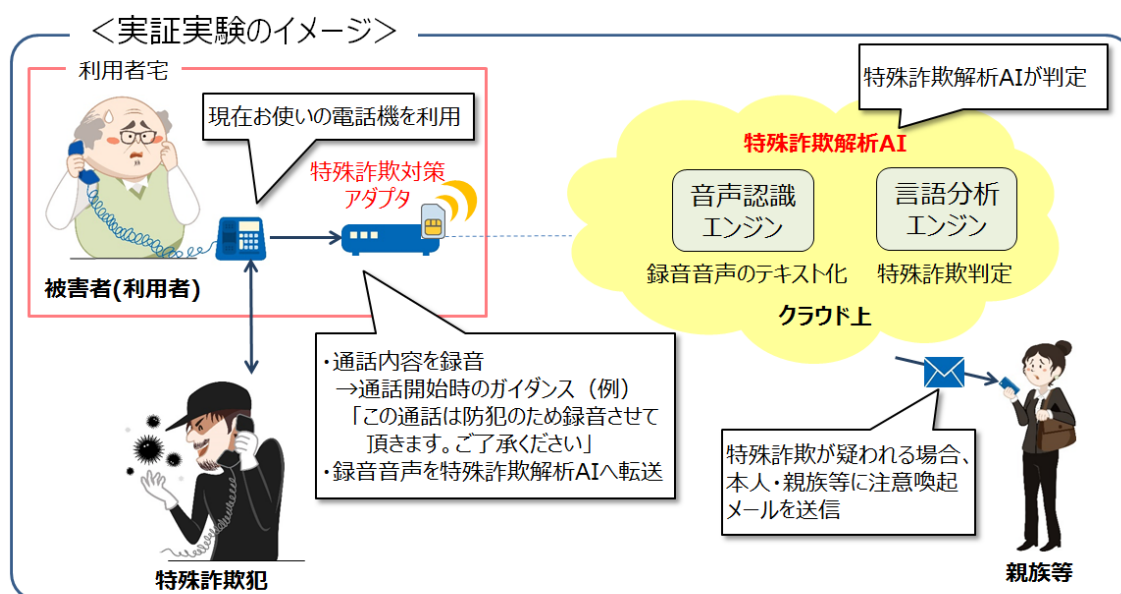 ＜実証実験のイメージ＞
利用者宅
現在お使いの電話機を利用
特殊詐欺対策
アダプタ
被害者(利用者)
・通話内容を録音
→通話開始時のガイダンス（例）
「この通話は防犯のため録音させて
頂きます。ご了承ください」
・録音音声を特殊詐欺解析AIへ転送
特殊詐欺犯
特殊詐欺解析AIが判定
特殊詐欺解析AI
音声認識
エンジン
録音音声のテキスト化
言語分析
エンジン
特殊詐欺判定
クラウド上
特殊詐欺が疑われる場合、
本人・親族等に注意喚起
メールを送信
親族等